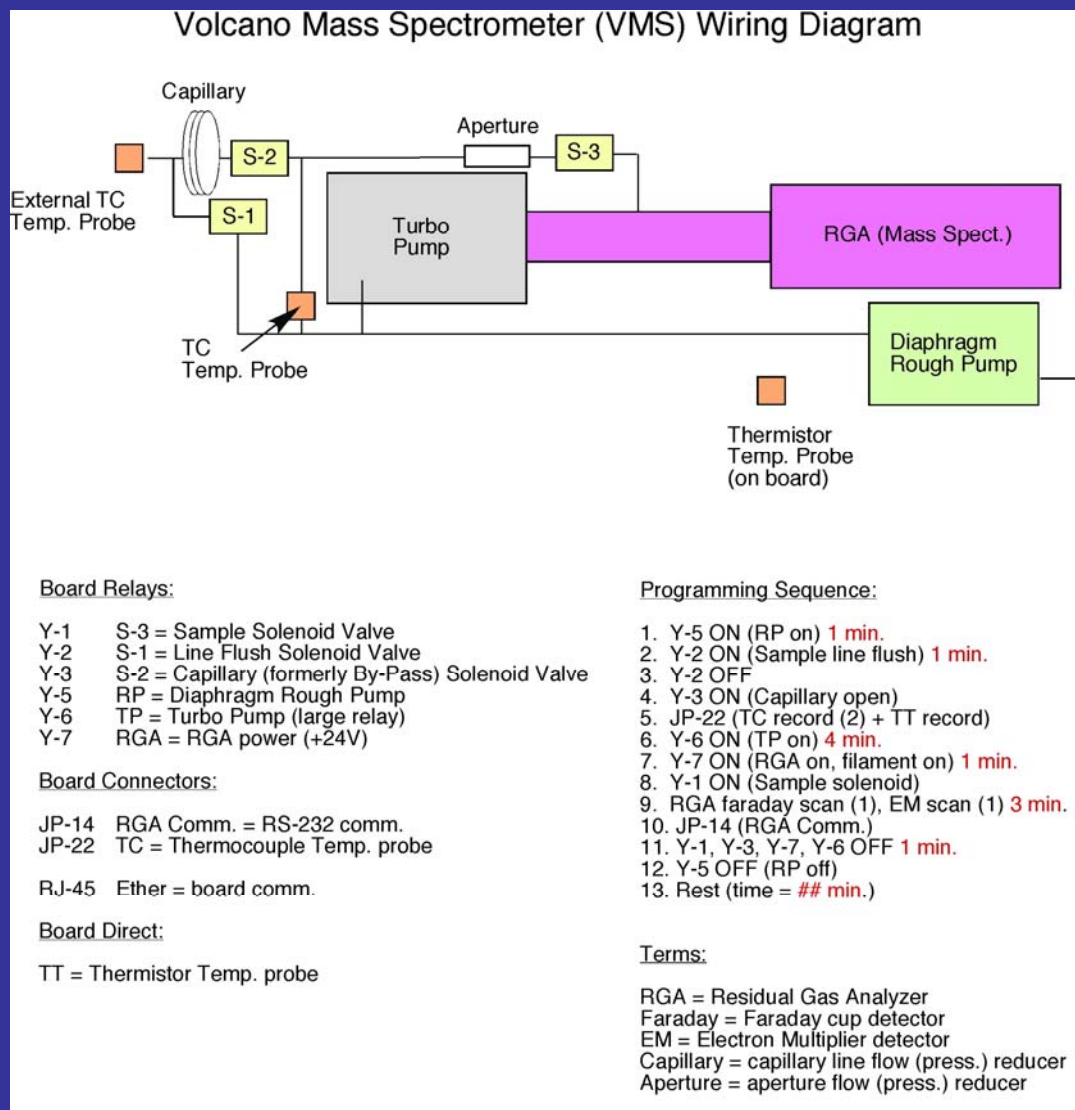 Volcano Mass Spectrometer (VMS) Wiring Diagram
Capillary
Aperture
S-2
S-3
External TC
Temp. Probe
S-1
Turbo
Pump
RGA (Mass Spect.)
TC
Temp. Probe
Diaphragm
Rough Pump
Thermistor
Temp. Probe
(on board)
Board Relays:
Y-1 S-3 = Sample Solenoid Valve
Y-2 S-1 = Line Flush Solenoid Valve
Y-3 S-2 = Capillary (formerly By-Pass) Solenoid Valve
Y-5 RP = Diaphragm Rough Pump
Y-6 TP = Turbo Pump (large relay)
Y-7 RGA = RGA power (+24V)
Board Connectors:
JP-14 RGA Comm. = RS-232 comm.
JP-22 TC = Thermocouple Temp. probe
RJ-45 Ether = board comm.
Board Direct:
TT = Thermistor Temp. probe
Programming Sequence:
1. Y-5 ON (RP on) 1 min.
2. Y-2 ON (Sample line flush) 1 min.
3. Y-2 OFF
4. Y-3 ON (Capillary open)
5. JP-22 (TC record (2) + TT record)
6. Y-6 ON (TP on) 4 min.
7. Y-7 ON (RGA on, filament on) 1 min.
8. Y-1 ON (Sample solenoid)
9. RGA faraday scan (1), EM scan (1) 3 min.
10. JP-14 (RGA Comm.)
11. Y-1, Y-3, Y-7, Y-6 OFF 1 min.
12. Y-5 OFF (RP off)
13. Rest (time = ## min.)
Terms:
RGA = Residual Gas Analyzer
Faraday = Faraday cup detector
EM = Electron Multiplier detector
Capillary = capillary line flow (press.) reducer
Aperture = aperture flow (press.) reducer